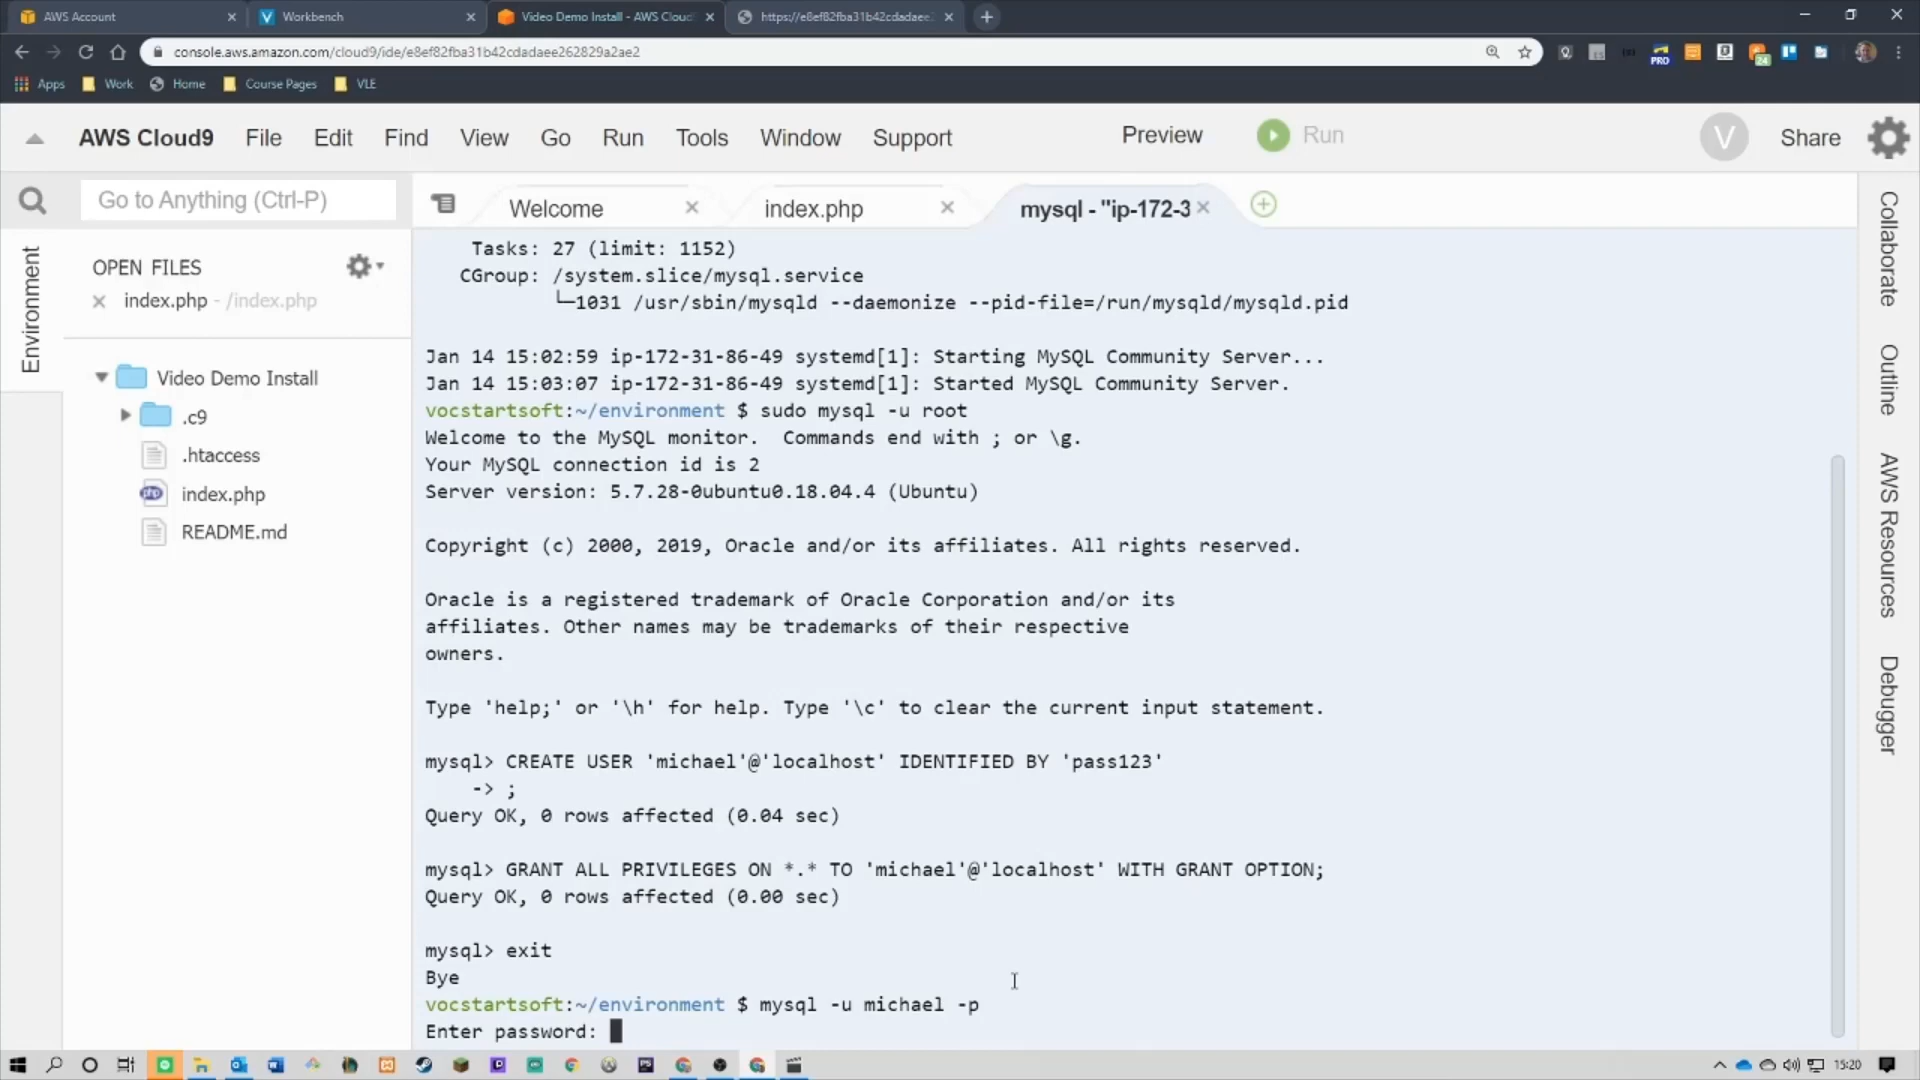 AWS Account
Workbench
Video Demo Install - AWS Cloud
https://e8ef82fba31b42cdadaee
console.aws.amazon.com/cloud9/ide/e8ef82fba31b42cdadaee262829a2ae2
PRO
24
Apps
Work
Home
Course Pages
VLE
AWS Cloud9
File
Edit
Find
View
Go
Run
Tools
Window
Support
Preview
Run
V
Share
Go to Anything (Ctrl-P)
Welcome
index.php
mysql - "ip-172-3
Environment
OPEN FILES
index.php - /index.php
Video Demo Install
.c9
.htaccess
php
index.php
README.md
Tasks: 27 (limit: 1152)
CGroup: /system.slice/mysql.service
└─1031 /usr/sbin/mysqld --daemonize --pid-file=/run/mysqld/mysqld.pid
Jan 14 15:02:59 ip-172-31-86-49 systemd[1]: Starting MySQL Community Server...
Jan 14 15:03:07 ip-172-31-86-49 systemd[1]: Started MySQL Community Server.
vocstartsoft:~/environment $ sudo mysql -u root
Welcome to the MySQL monitor.  Commands end with ; or \g.
Your MySQL connection id is 2
Server version: 5.7.28-0ubuntu0.18.04.4 (Ubuntu)
Copyright (c) 2000, 2019, Oracle and/or its affiliates. All rights reserved.
Oracle is a registered trademark of Oracle Corporation and/or its
affiliates. Other names may be trademarks of their respective
owners.
Type 'help;' or '\h' for help. Type '\c' to clear the current input statement.
mysql> CREATE USER 'michael'@'localhost' IDENTIFIED BY 'pass123'
-> ;
Query OK, 0 rows affected (0.04 sec)
mysql> GRANT ALL PRIVILEGES ON *.* TO 'michael'@'localhost' WITH GRANT OPTION;
Query OK, 0 rows affected (0.00 sec)
mysql> exit
Bye
vocstartsoft:~/environment $ mysql -u michael -p
Enter password:
Collaborate
Outline
AWS Resources
Debugger
15:20